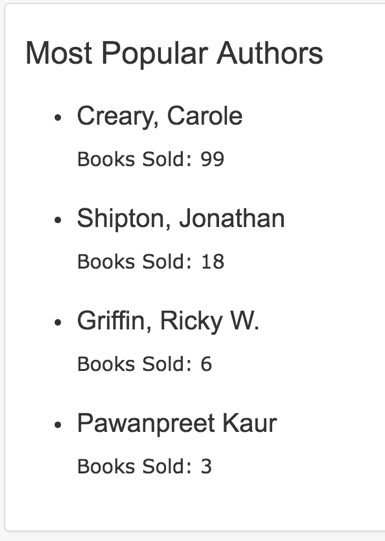 Most Popular Authors
Creary, Carole
Books Sold: 99
Shipton, Jonathan
Books Sold: 18
Griffin, Ricky W.
Books Sold: 6
Pawanpreet Kaur
Books Sold: 3